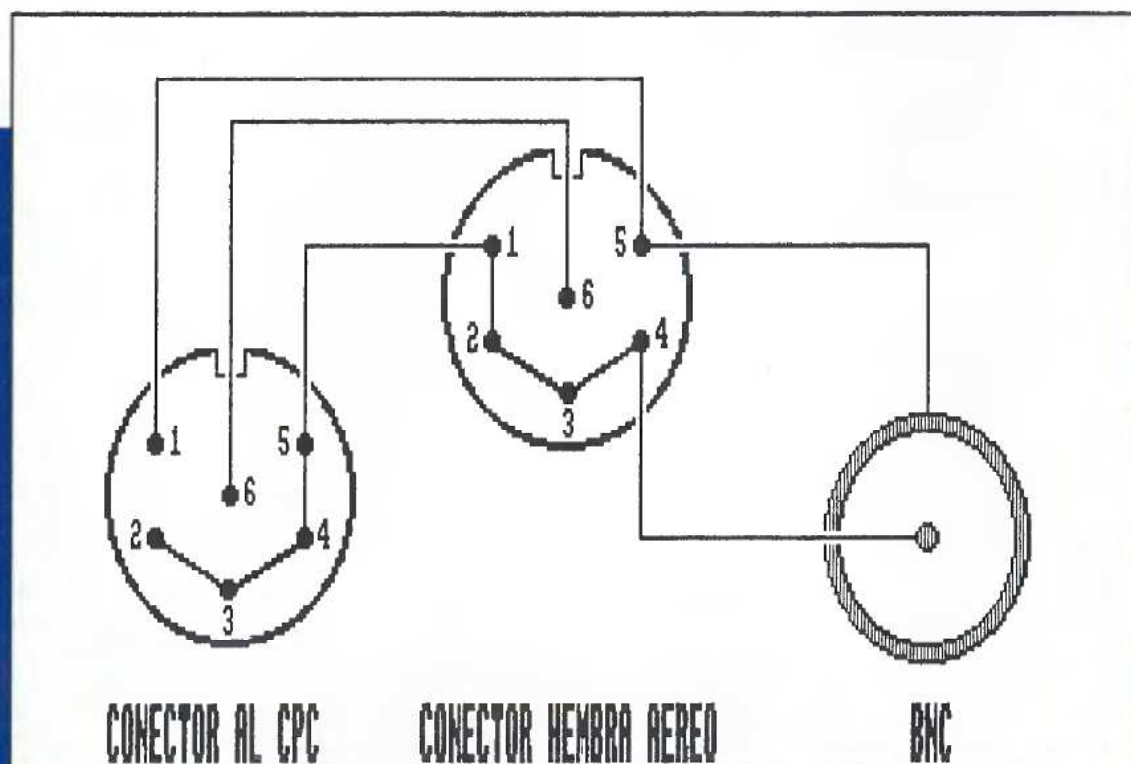 1 5
6
2 4
3
1 5
6
2 4
3
CONECTOR AL CPC
CONECTOR HEMBRA AEREO
BNC